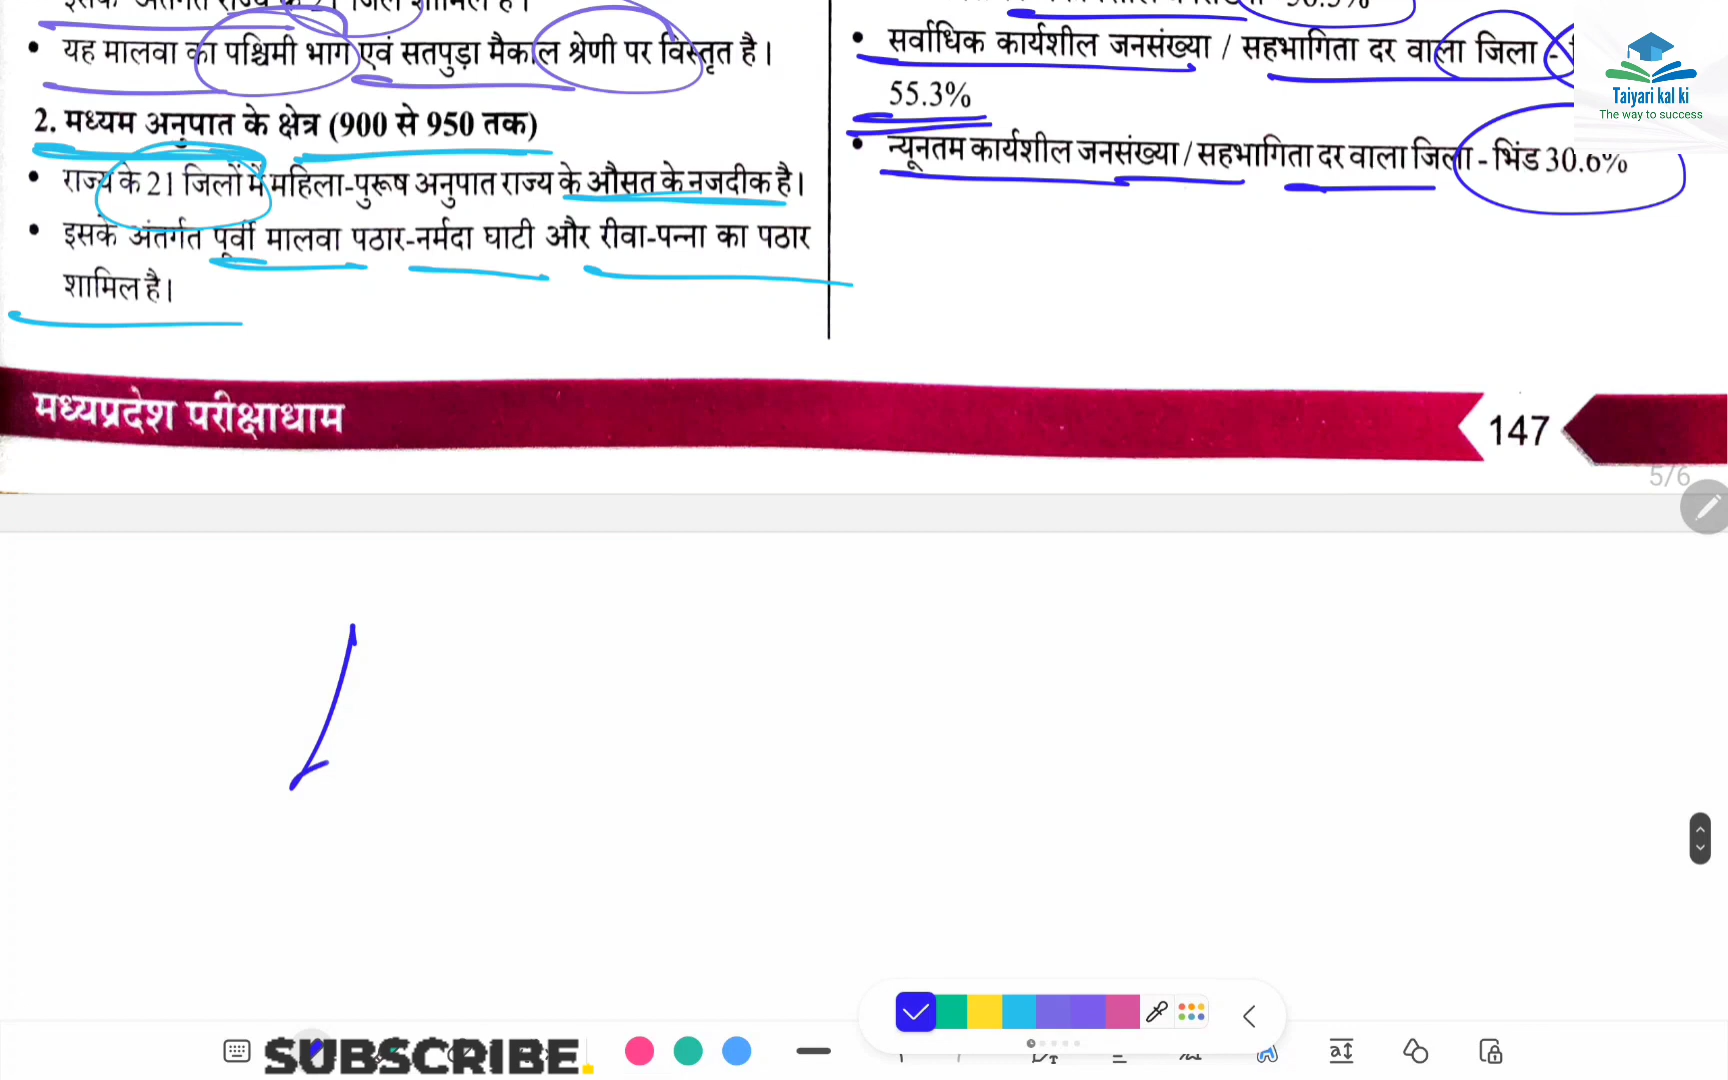 यह मालवा का पश्चिमी भाग एवं सतपुड़ा मैकाल श्रेणी पर विस्तृत है।
2. मध्यम अनुपात के क्षेत्र (900 से 950 तक)
राज्य के 21 जिलों में महिला-पुरूष अनुपात राज्य के औसत के नजदीक है।
इसके अंतर्गत पूर्वी मालवा पठार-नर्मदा घाटी और रीवा-पन्ना का पठार
शामिल है।
सर्वाधिक कार्यशील जनसंख्या / सहभागिता दर वाला जिला -
55.3%
न्यूनतम कार्यशील जनसंख्या / सहभागिता दर वाला जिला - भिंड 30.6%
Taiyari kal ki
The way to success
मध्यप्रदेश परीक्षाधाम
147
5/6
SUBSCRIBE.